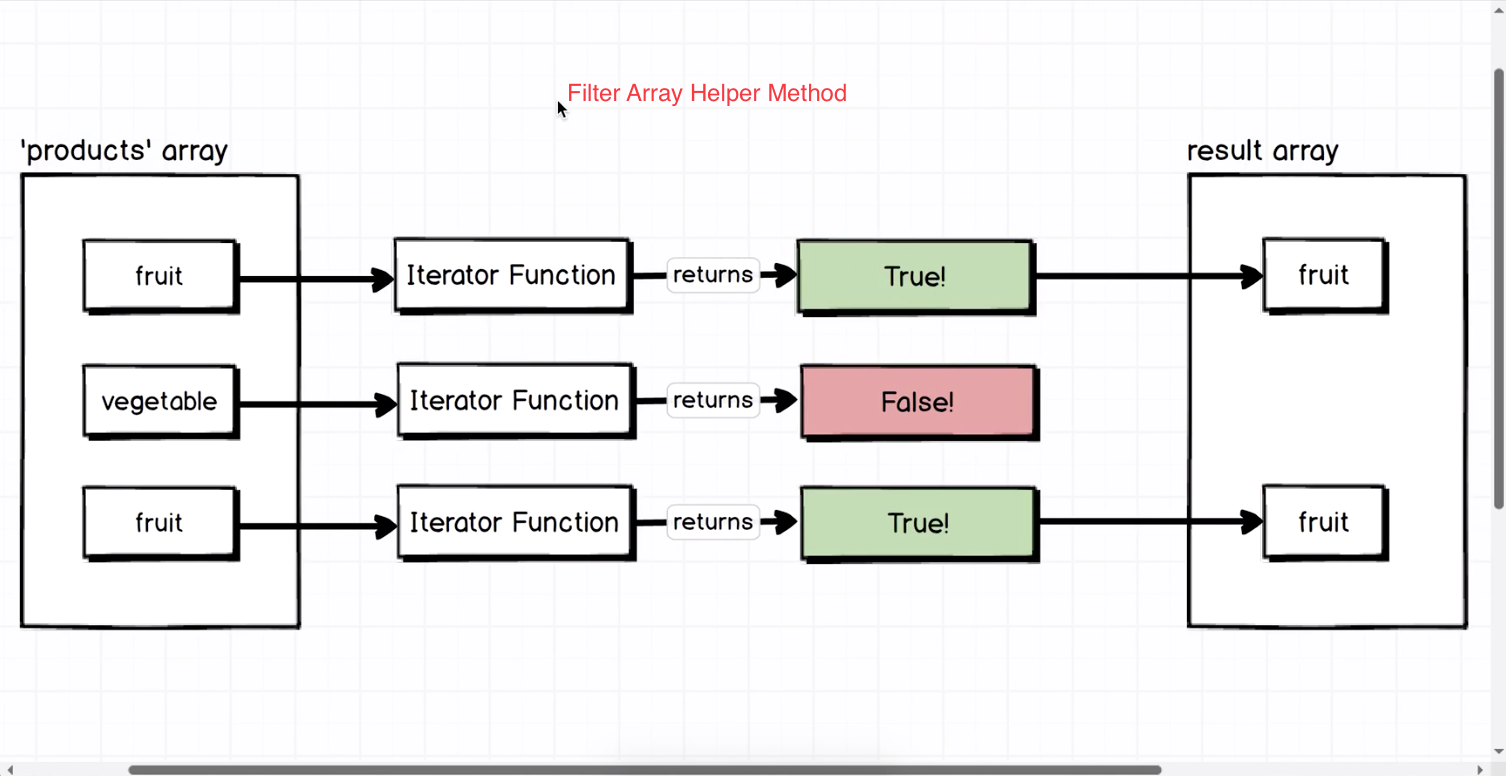 Filter Array Helper Method
'products' array
result array
fruit
Iterator Function
returns
True!
fruit
vegetable
Iterator Function
returns
False!
fruit
Iterator Function
returns
True!
fruit